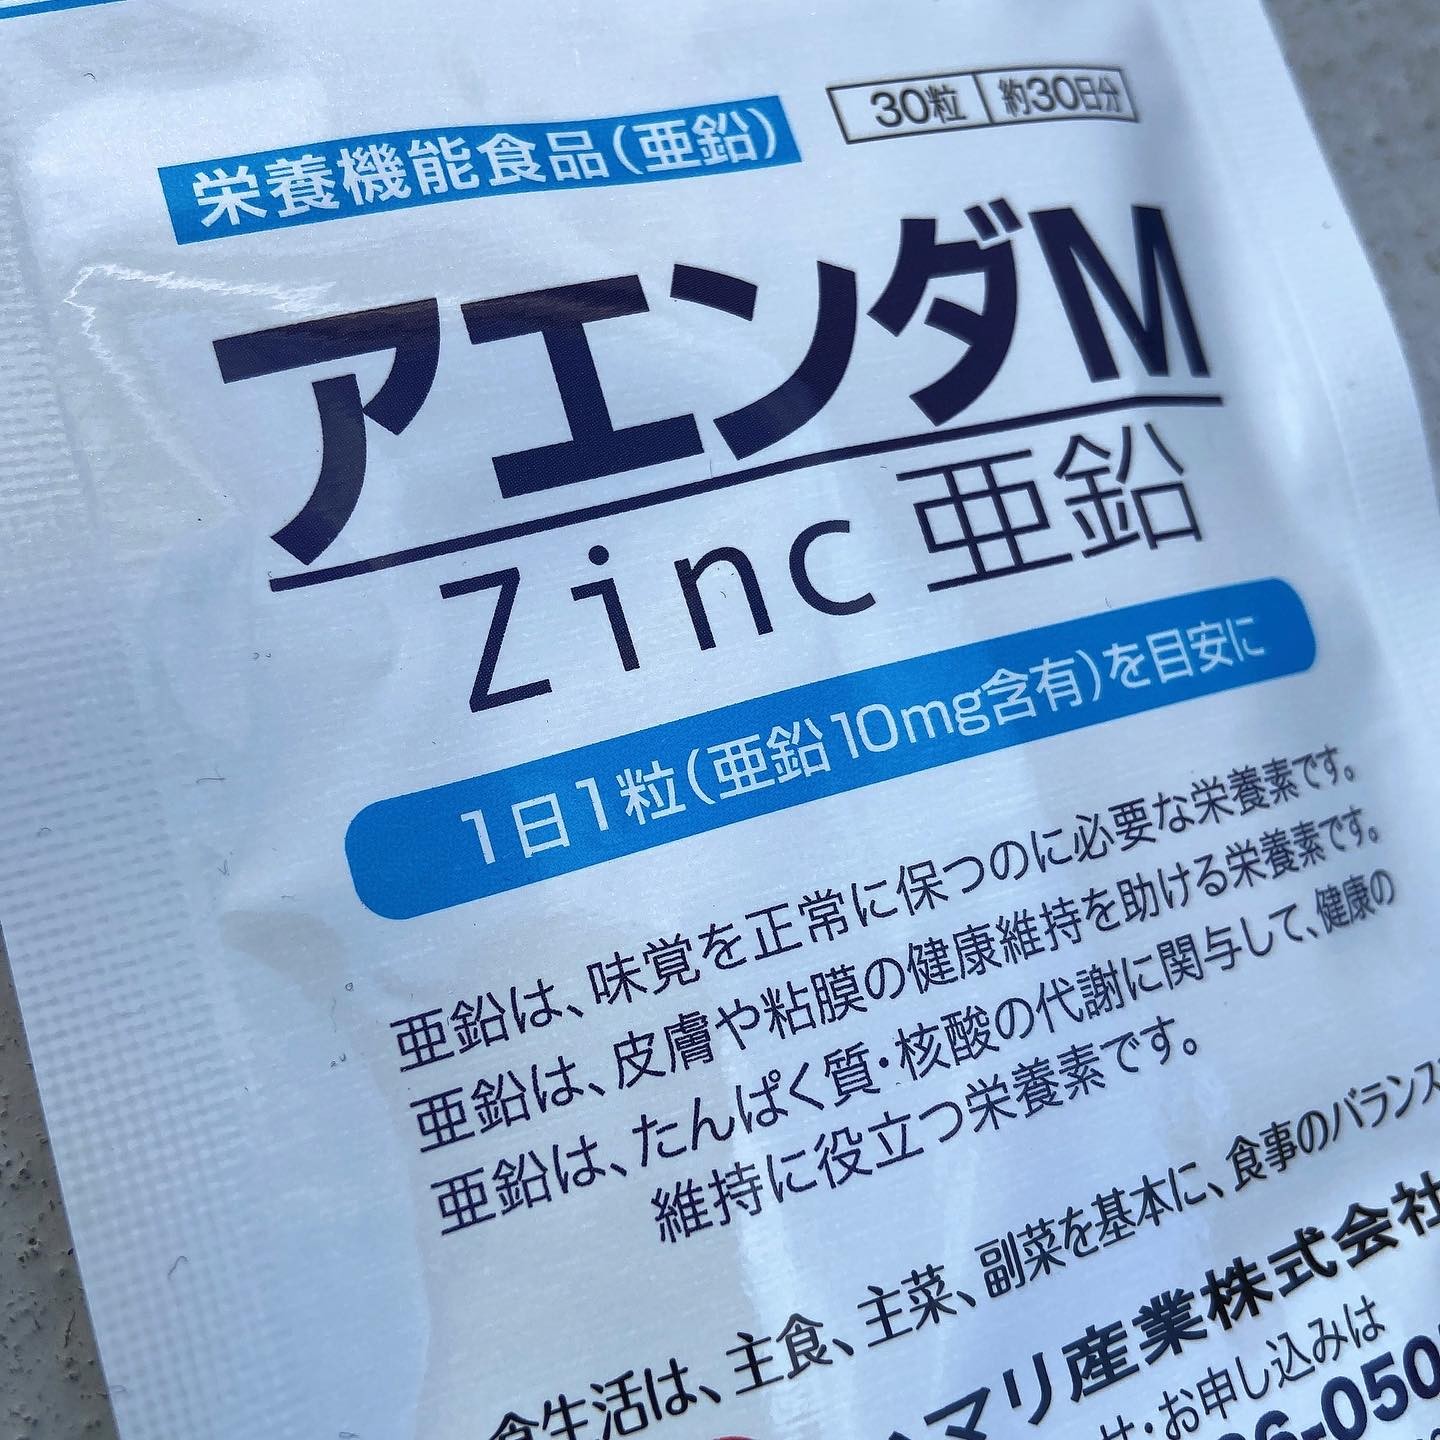 30粒 約30日分
栄養機能食品(亜鉛)
アエンダM
Zinc 亜鉛
1日1粒(亜鉛10mg含有)を目安に
亜鉛は、味覚を正常に保つのに必要な栄養素です。
亜鉛は、皮膚や粘膜の健康維持を助ける栄養素です。
亜鉛は、たんぱく質・核酸の代謝に関与して、健康の
維持に役立つ栄養素です。
食生活は、主食、主菜、副菜を基本に、食事のバランス
マリ産業株式会社
・お申し込みは
6-050